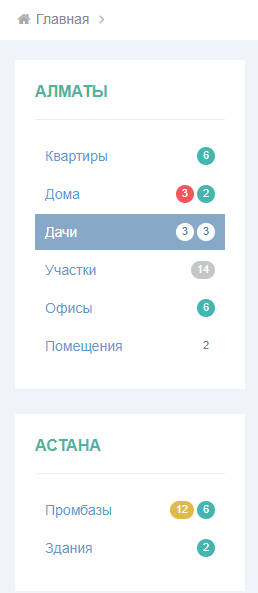 Главная >
АЛМАТЫ
Квартиры 6
Дома 3 2
Дачи 3 3
Участки 14
Офисы 6
Помещения 2
АСТАНА
Промбазы 12 6
Здания 2